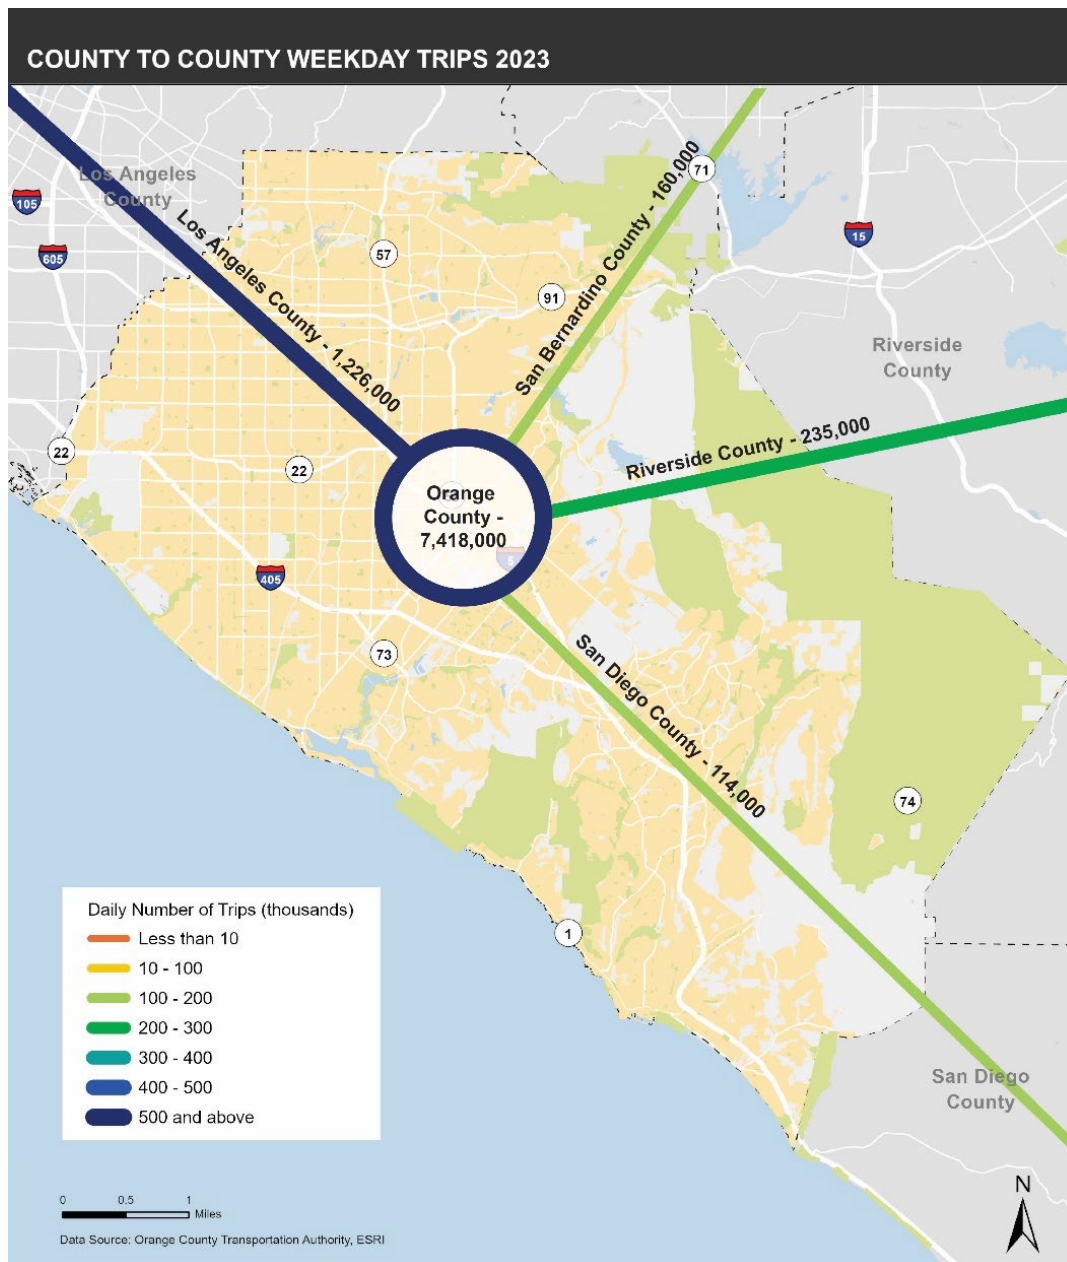 COUNTY TO COUNTY WEEKDAY TRIPS 2023
Los Angeles
County
105
605
Los Angeles County - 1,226,000
57
91
San Bernardino County - 160,000
71
15
Riverside
County
22
22
Riverside County - 235,000
Orange
County -
7,418,000
5
405
73
San Diego County - 114,000
74
1
Daily Number of Trips (thousands)
Less than 10
10 - 100
100 - 200
200 - 300
300 - 400
400 - 500
500 and above
San Diego
County
0 0.5 1
Miles
N
Data Source: Orange County Transportation Authority, ESRI